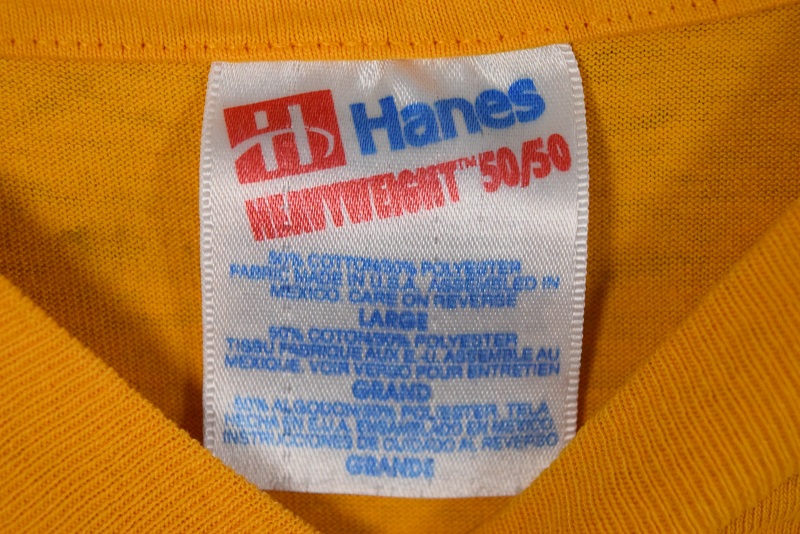 H Hanes
HEAVYWEIGHT™ 50/50
50% COTTON/50% POLYESTER
FABRIC MADE IN U.S.A. ASSEMBLED IN
MEXICO CARE ON REVERSE
LARGE
50% COTON/50% POLYESTER
TISSU FABRIQUE AUX E.-U. ASSEMBLE AU
MEXIQUE VOIR VERSO POUR ENTRETIEN
GRAND
50% ALGODON/50% POLYESTER, TELA
HECHA EN E.U.A. ENSAMBLADO EN MEXICO
INSTRUCCIONES DE CUIDADO AL REVERSO
GRANDE